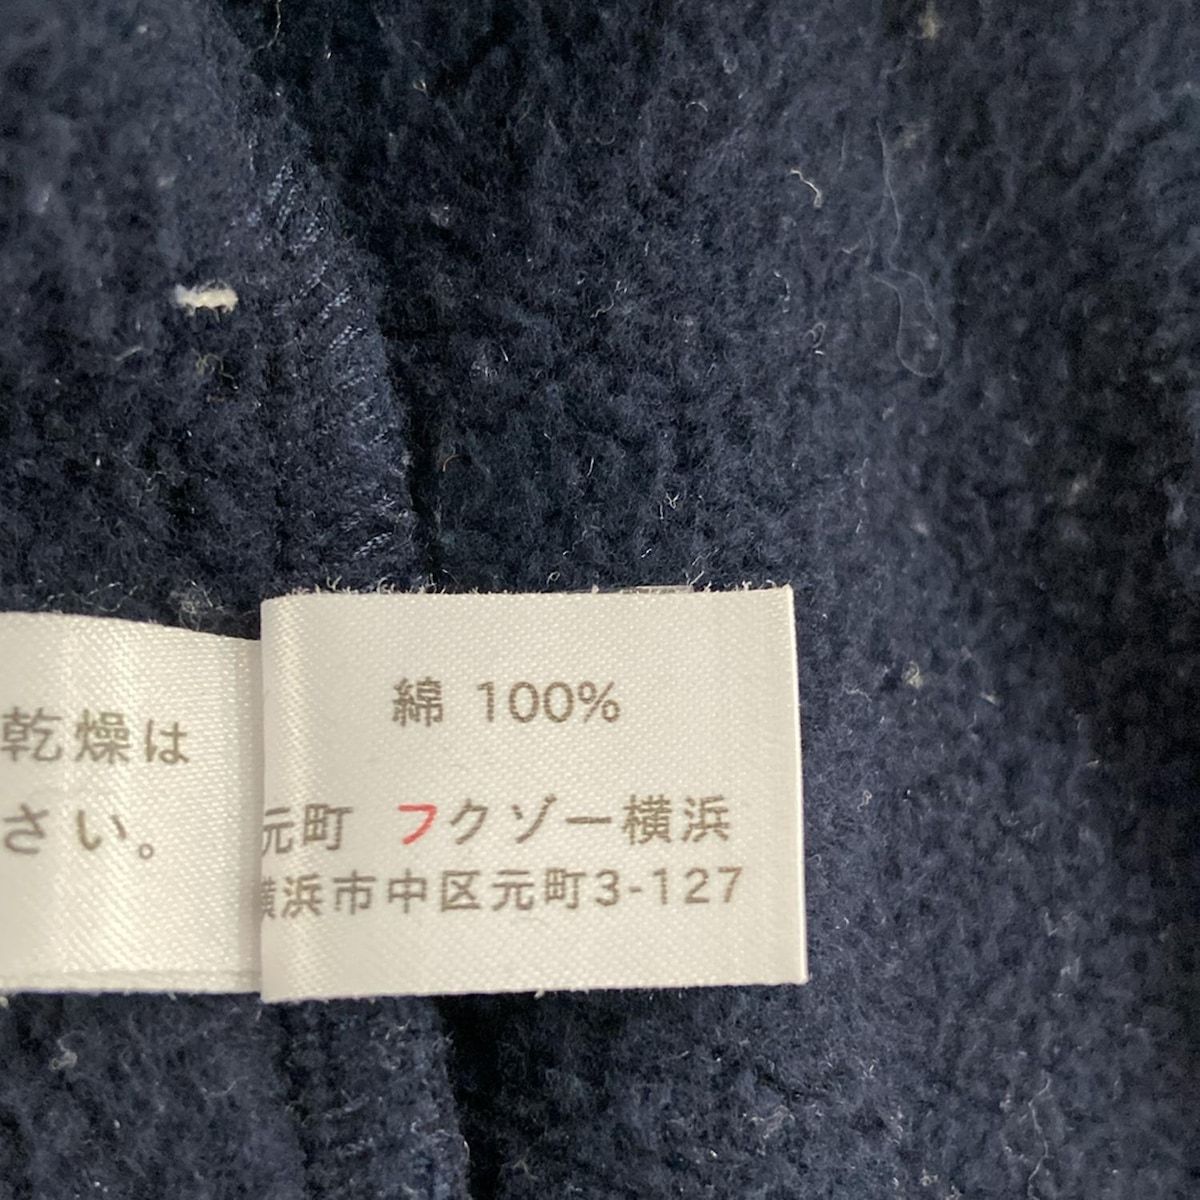 乾燥は
さい。
綿 100%
元町 フクゾー横浜
横浜市中区元町3-127